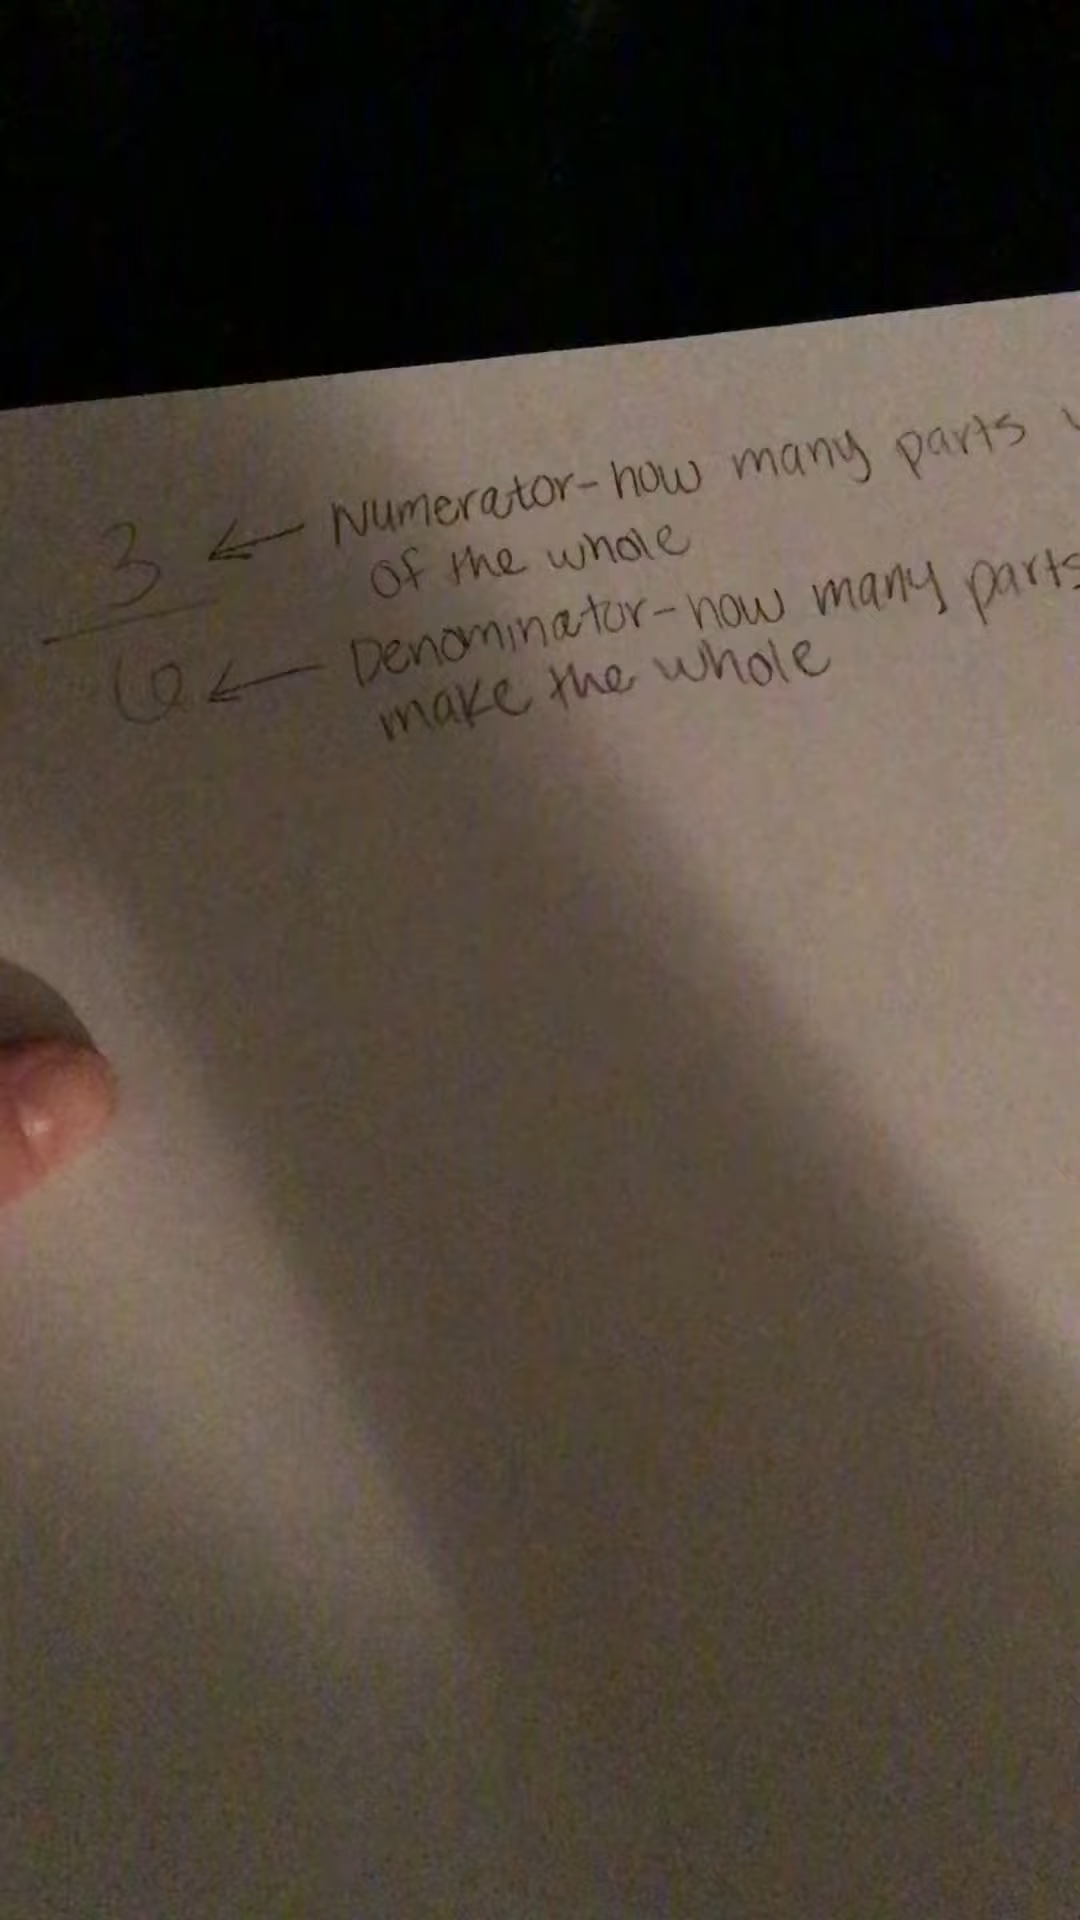 3 ← Numerator-how many parts
of the whole
6 ← Denominator-how many parts
make the whole